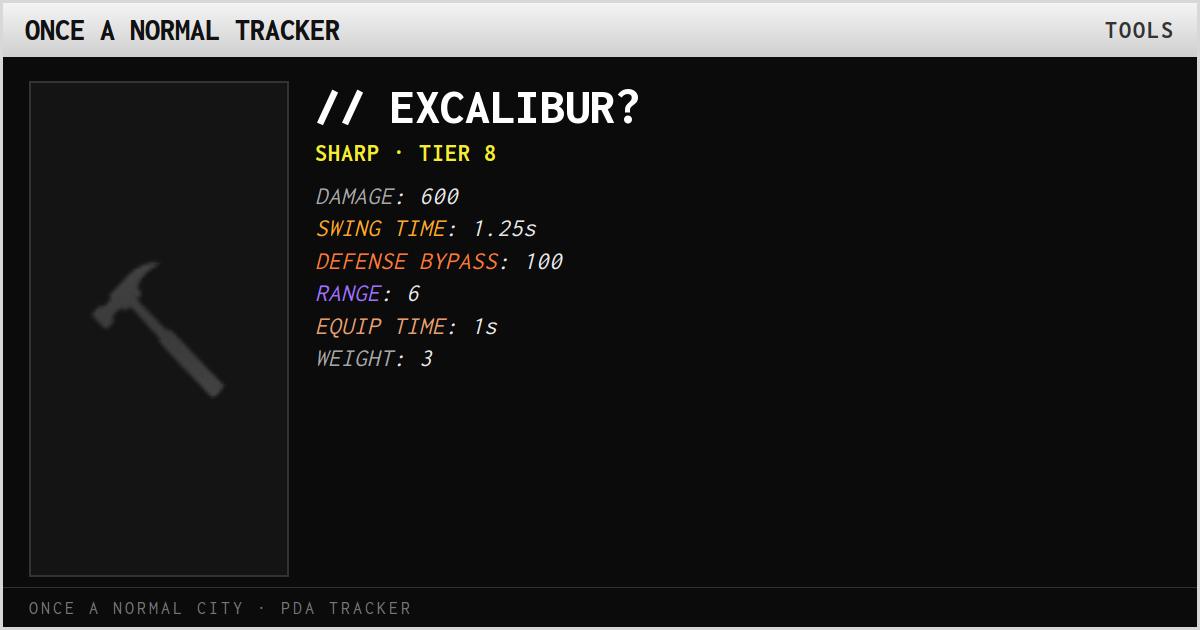 ONCE A NORMAL TRACKER
TOOLS
// EXCALIBUR?
SHARP · TIER 8
DAMAGE: 600
SWING TIME: 1.25s
DEFENSE BYPASS: 100
RANGE: 6
EQUIP TIME: 1s
WEIGHT: 3
ONCE A NORMAL CITY · PDA TRACKER